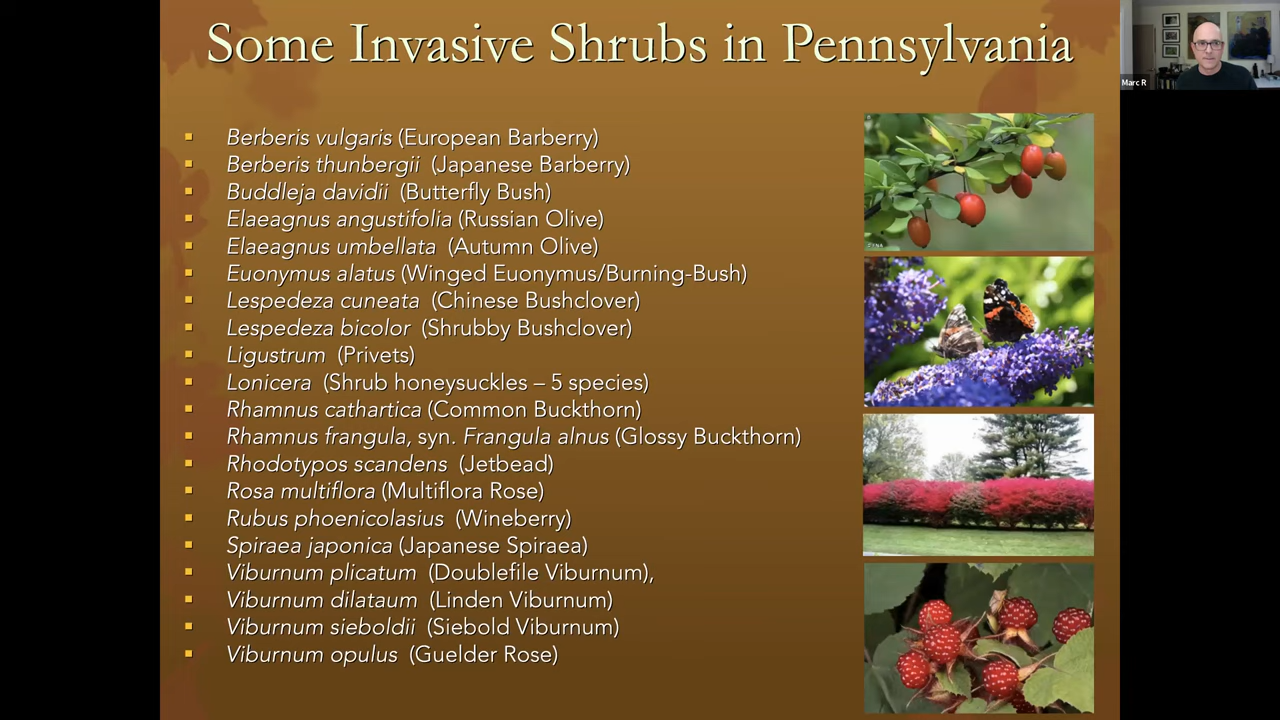 Some Invasive Shrubs in Pennsylvania
Marc R
▪ Berberis vulgaris (European Barberry)
▪ Berberis thunbergii (Japanese Barberry)
▪ Buddleja davidii (Butterfly Bush)
▪ Elaeagnus angustifolia (Russian Olive)
▪ Elaeagnus umbellata (Autumn Olive)
▪ Euonymus alatus (Winged Euonymus/Burning-Bush)
▪ Lespedeza cuneata (Chinese Bushclover)
▪ Lespedeza bicolor (Shrubby Bushclover)
▪ Ligustrum (Privets)
▪ Lonicera (Shrub honeysuckles – 5 species)
▪ Rhamnus cathartica (Common Buckthorn)
▪ Rhamnus frangula, syn. Frangula alnus (Glossy Buckthorn)
▪ Rhodotypos scandens (Jetbead)
▪ Rosa multiflora (Multiflora Rose)
▪ Rubus phoenicolasius (Wineberry)
▪ Spiraea japonica (Japanese Spiraea)
▪ Viburnum plicatum (Doublefile Viburnum),
▪ Viburnum dilataum (Linden Viburnum)
▪ Viburnum sieboldii (Siebold Viburnum)
▪ Viburnum opulus (Guelder Rose)